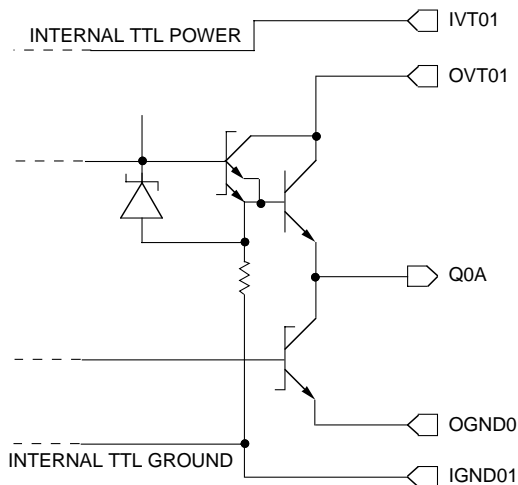 INTERNAL TTL POWER
IVT01
OVT01
Q0A
OGND0
INTERNAL TTL GROUND
IGND01